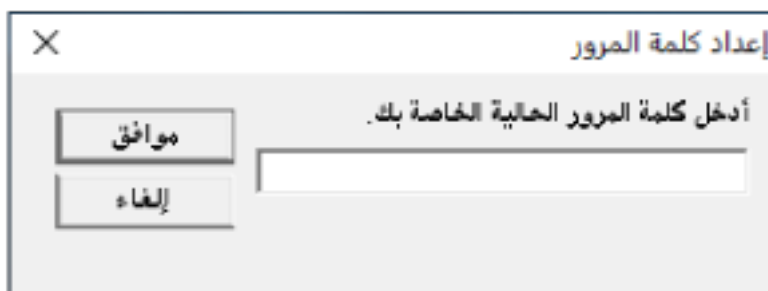 إعداد كلمة المرور
أدخل كلمة المرور الحالية الخاصة بك.
موافق
إلغاء